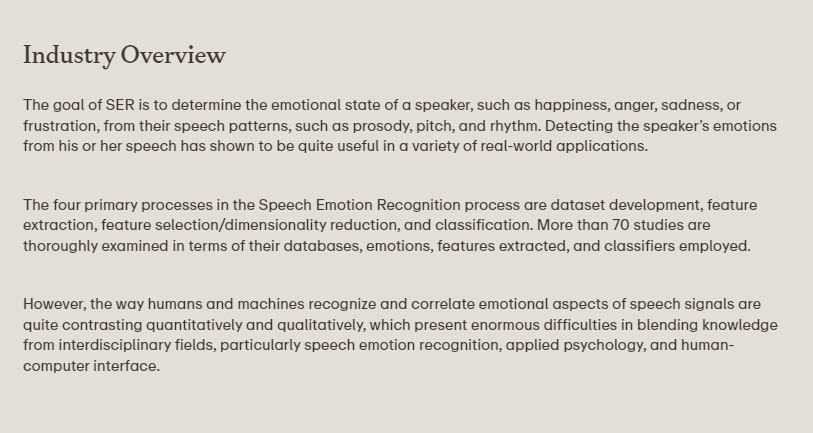 Industry Overview
The goal of SER is to determine the emotional state of a speaker, such as happiness, anger, sadness, or
frustration, from their speech patterns, such as prosody, pitch, and rhythm. Detecting the speaker’s emotions
from his or her speech has shown to be quite useful in a variety of real-world applications.
The four primary processes in the Speech Emotion Recognition process are dataset development, feature
extraction, feature selection/dimensionality reduction, and classification. More than 70 studies are
thoroughly examined in terms of their databases, emotions, features extracted, and classifiers employed.
However, the way humans and machines recognize and correlate emotional aspects of speech signals are
quite contrasting quantitatively and qualitatively, which present enormous difficulties in blending knowledge
from interdisciplinary fields, particularly speech emotion recognition, applied psychology, and human-
computer interface.